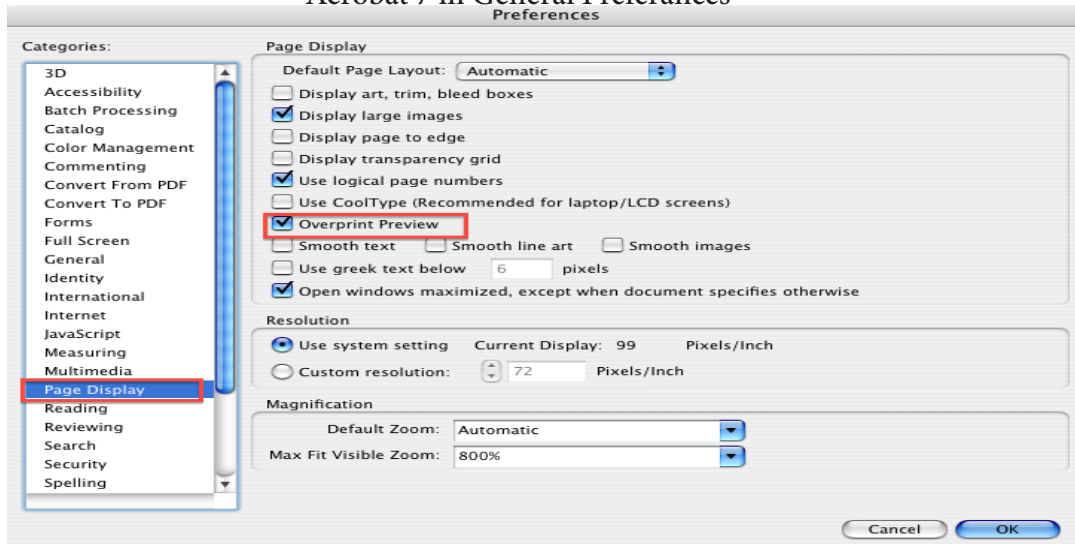 Acrobat 7 in General Preferances
Preferences
Categories:
3D
Accessibility
Batch Processing
Catalog
Color Management
Commenting
Convert From PDF
Convert To PDF
Forms
Full Screen
General
Identity
International
Internet
JavaScript
Measuring
Multimedia
Page Display
Reading
Reviewing
Search
Security
Spelling
Page Display
Default Page Layout: Automatic
Display art, trim, bleed boxes
Display large images
Display page to edge
Display transparency grid
Use logical page numbers
Use CoolType (Recommended for laptop/LCD screens)
Overprint Preview
Smooth text Smooth line art Smooth images
Use greek text below 6 pixels
Open windows maximized, except when document specifies otherwise
Resolution
Use system setting Current Display: 99 Pixels/Inch
Custom resolution: 72 Pixels/Inch
Magnification
Default Zoom: Automatic
Max Fit Visible Zoom: 800%
Cancel OK